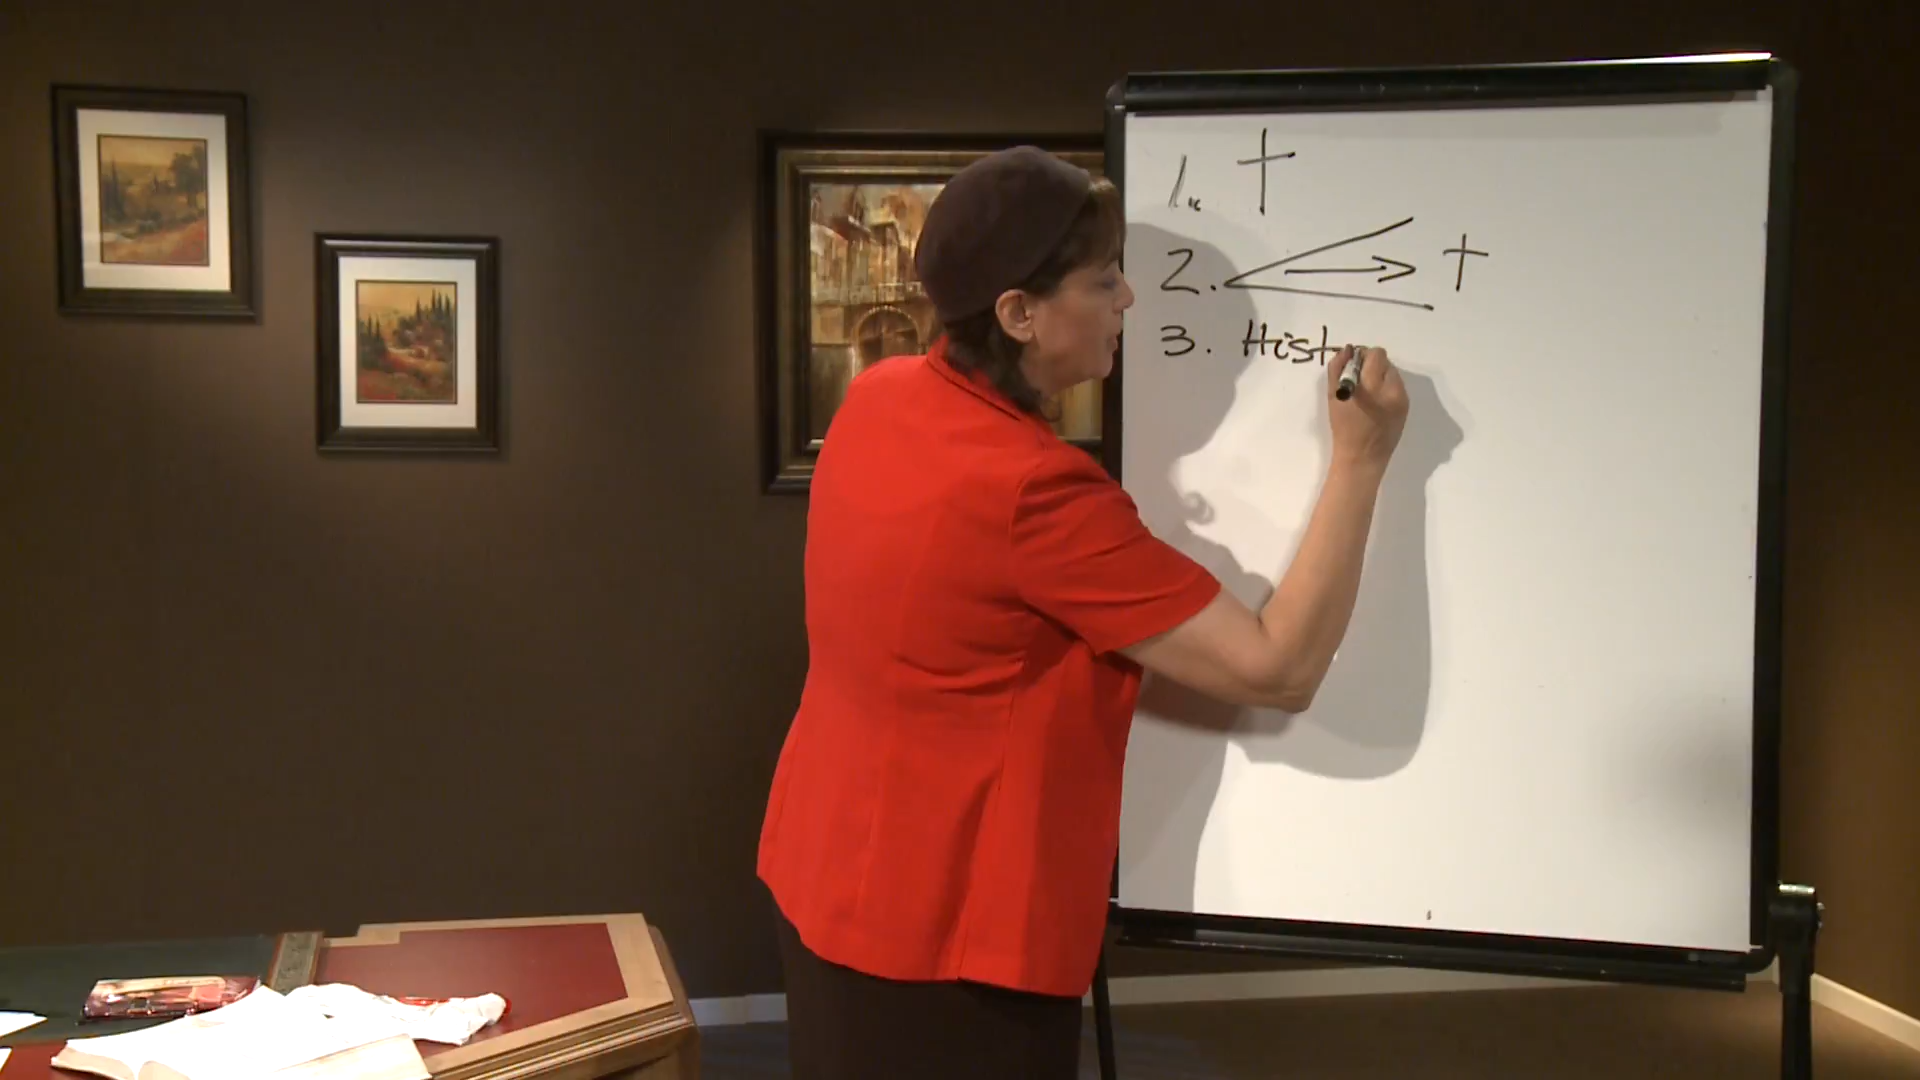 1. †
2. < → †
3. Hist